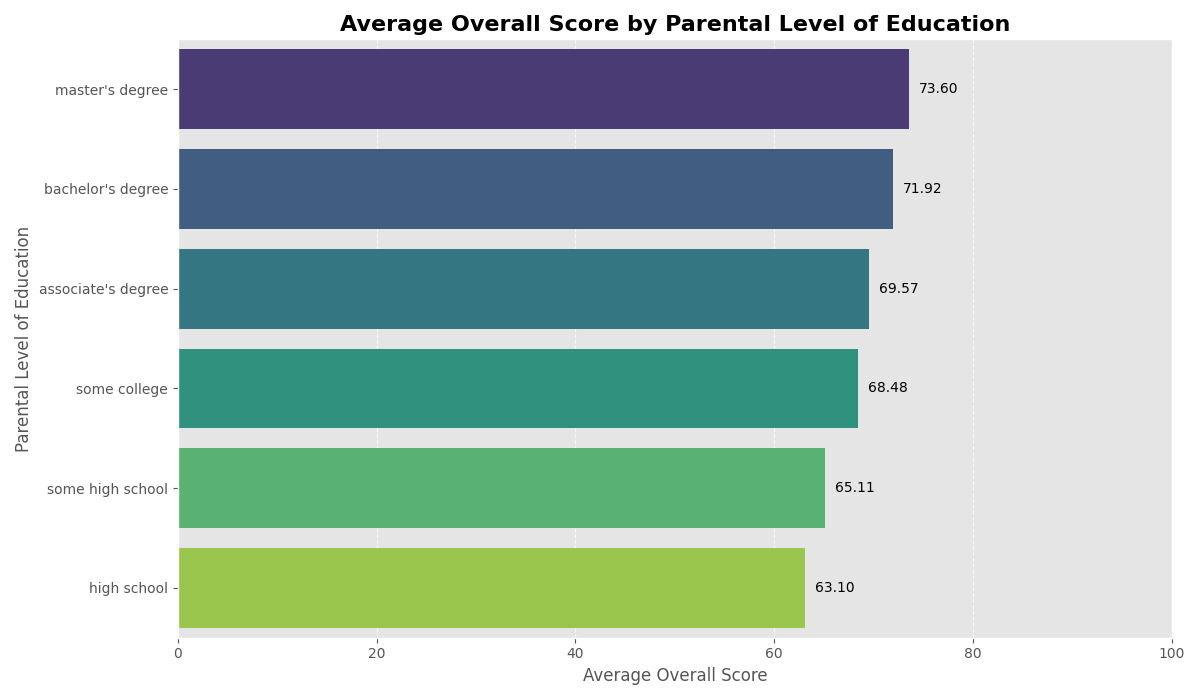 Average Overall Score by Parental Level of Education
Parental Level of Education
master's degree
73.60
bachelor's degree
71.92
associate's degree
69.57
some college
68.48
some high school
65.11
high school
63.10
0 20 40 60 80 100
Average Overall Score